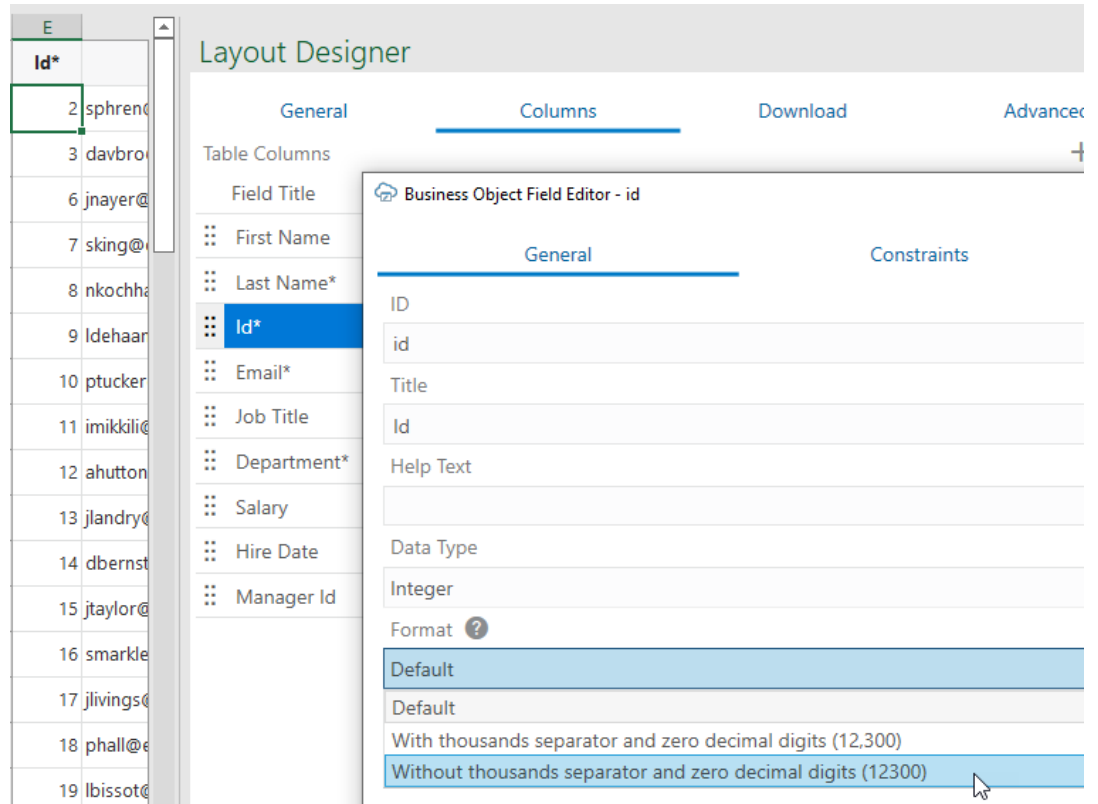 E
Id*
2 sphren@
3 davbro
6 jnayer@
7 sking@
8 nkochha
9 ldehaan
10 ptucker
11 imikkili@
12 ahutton
13 jlandry@
14 dbernst
15 jtaylor@
16 smarkle
17 jlivings@
18 phall@e
19 lbissot@
Layout Designer
General Columns Download Advanced
Table Columns +
Field Title
First Name
Last Name*
Id*
Email*
Job Title
Department*
Salary
Hire Date
Manager Id
Business Object Field Editor - id
General Constraints
ID
id
Title
Id
Help Text
Data Type
Integer
Format ?
Default
Default
With thousands separator and zero decimal digits (12,300)
Without thousands separator and zero decimal digits (12300)